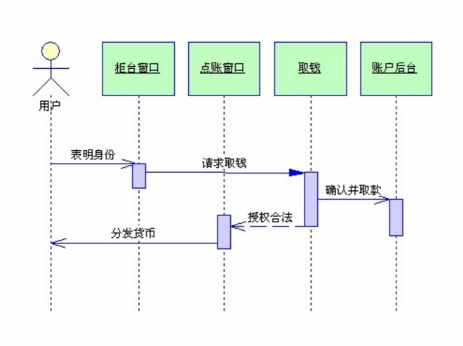 柜台窗口
点账窗口
取钱
账户后台
用户
表明身份
请求取钱
确认并取款
授权合法
分发货币